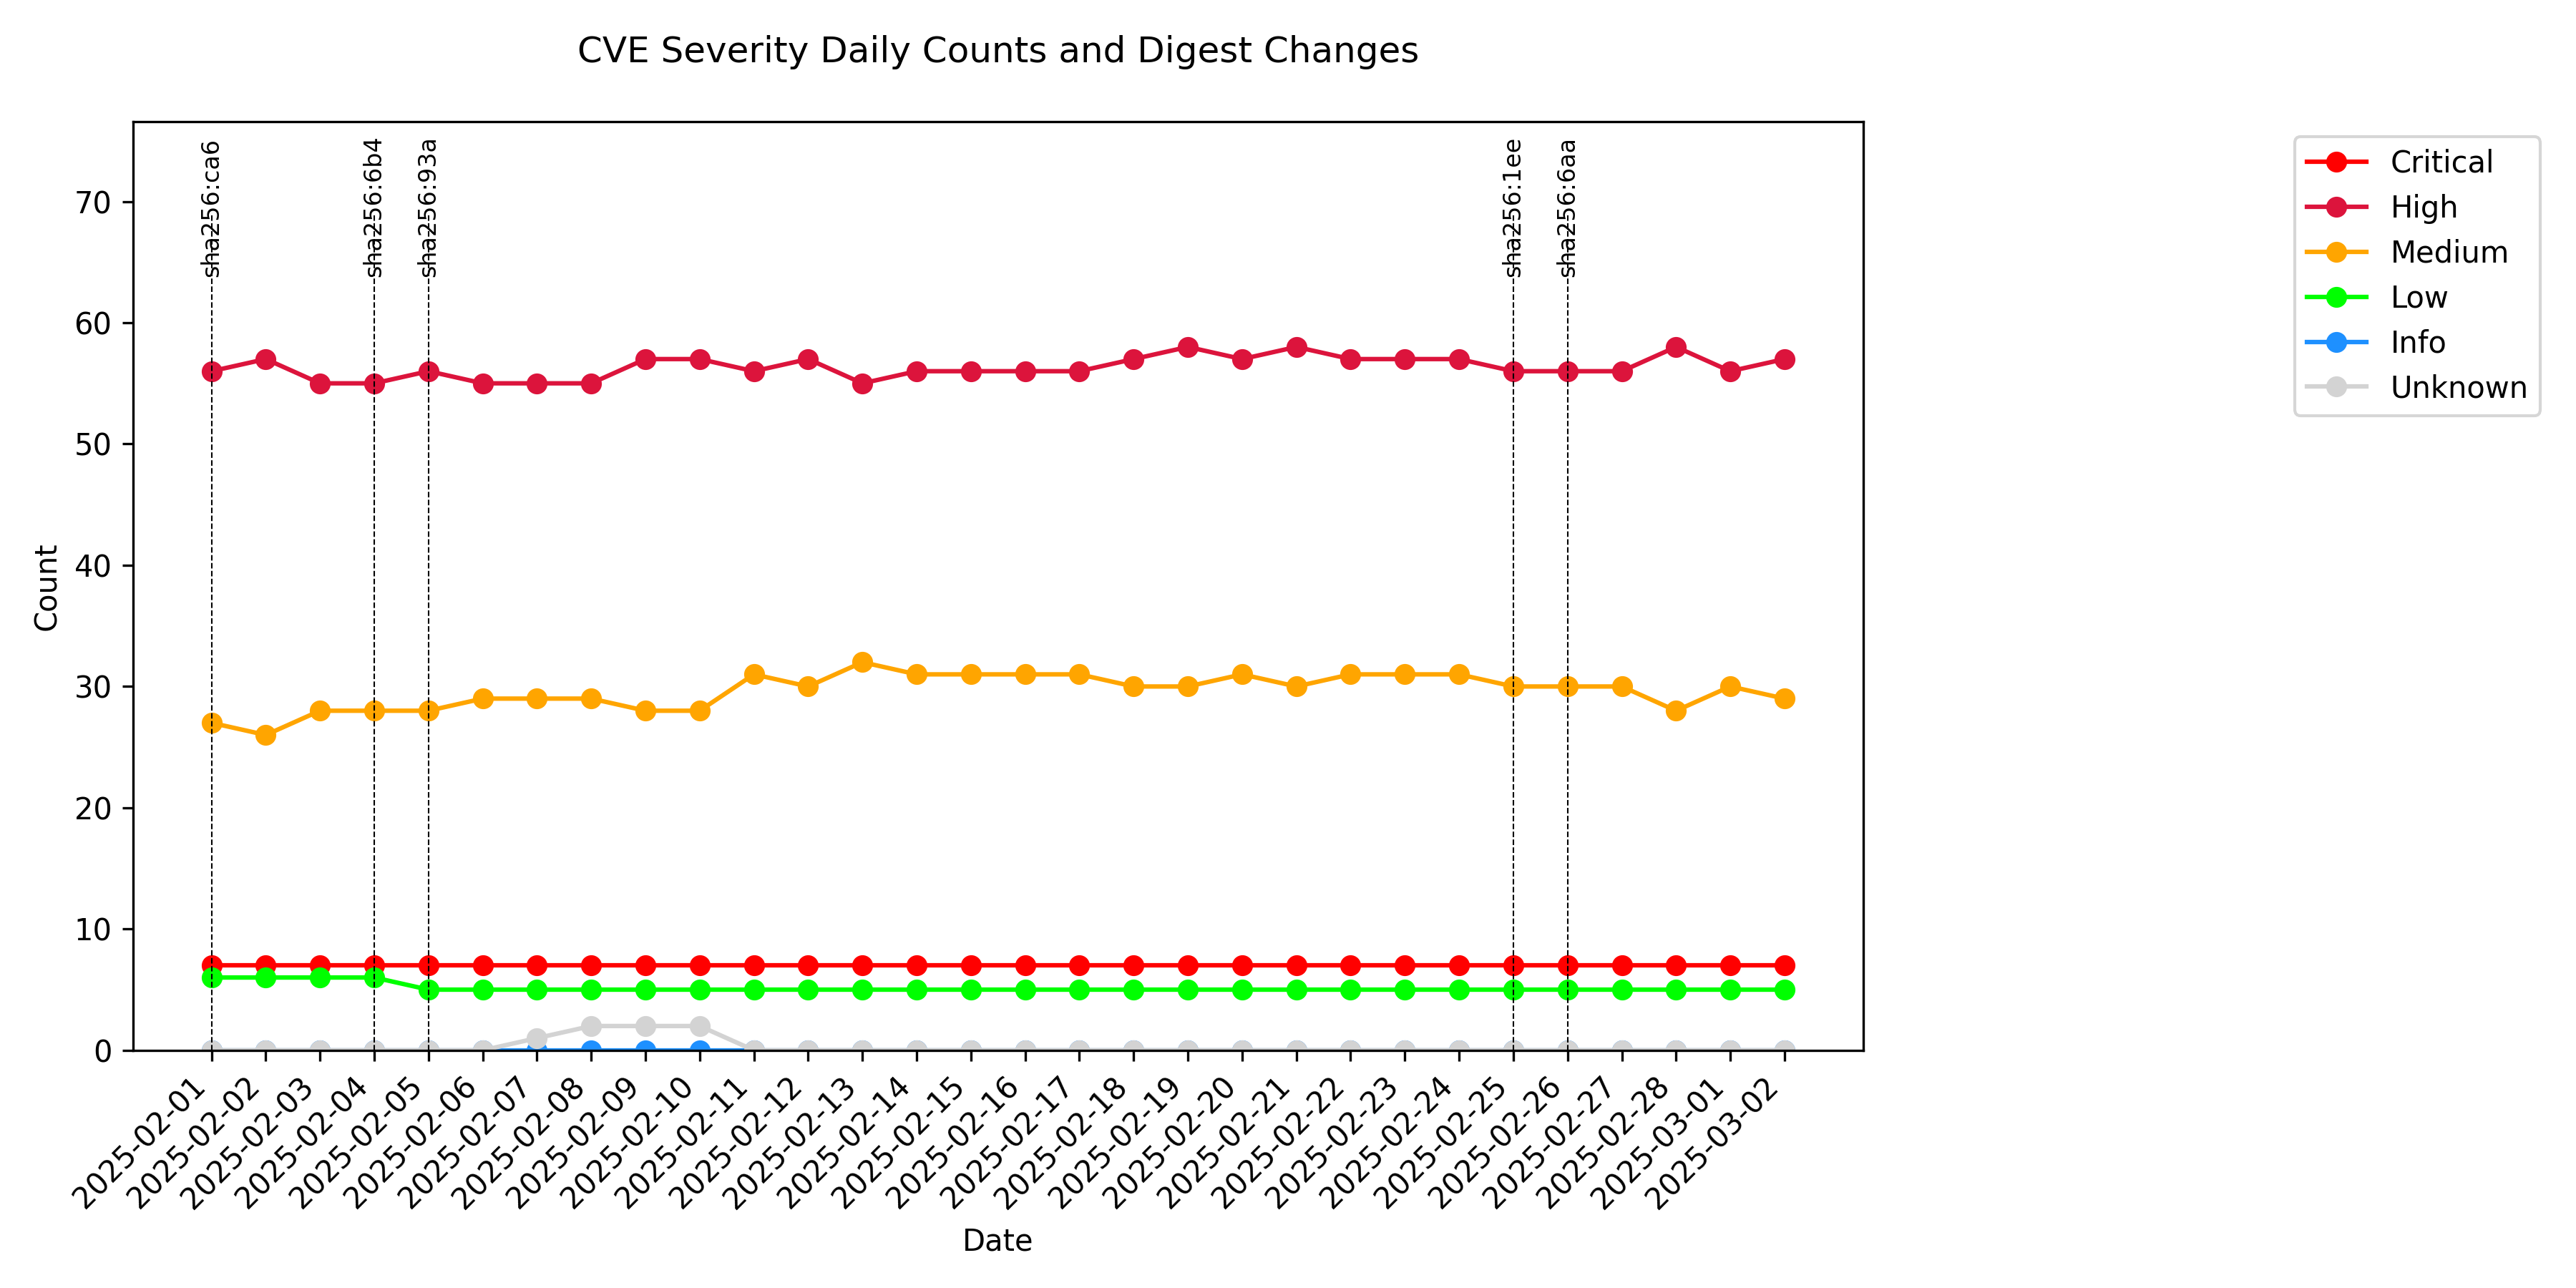 CVE Severity Daily Counts and Digest Changes
sha256:ca6
sha256:6b4
sha256:93a
sha256:1ee
sha256:6aa
Critical
High
Medium
Low
Info
Unknown
Count
70
60
50
40
30
20
10
0
2025-02-01
2025-02-02
2025-02-03
2025-02-04
2025-02-05
2025-02-06
2025-02-07
2025-02-08
2025-02-09
2025-02-10
2025-02-11
2025-02-12
2025-02-13
2025-02-14
2025-02-15
2025-02-16
2025-02-17
2025-02-18
2025-02-19
2025-02-20
2025-02-21
2025-02-22
2025-02-23
2025-02-24
2025-02-25
2025-02-26
2025-02-27
2025-02-28
2025-03-01
2025-03-02
Date